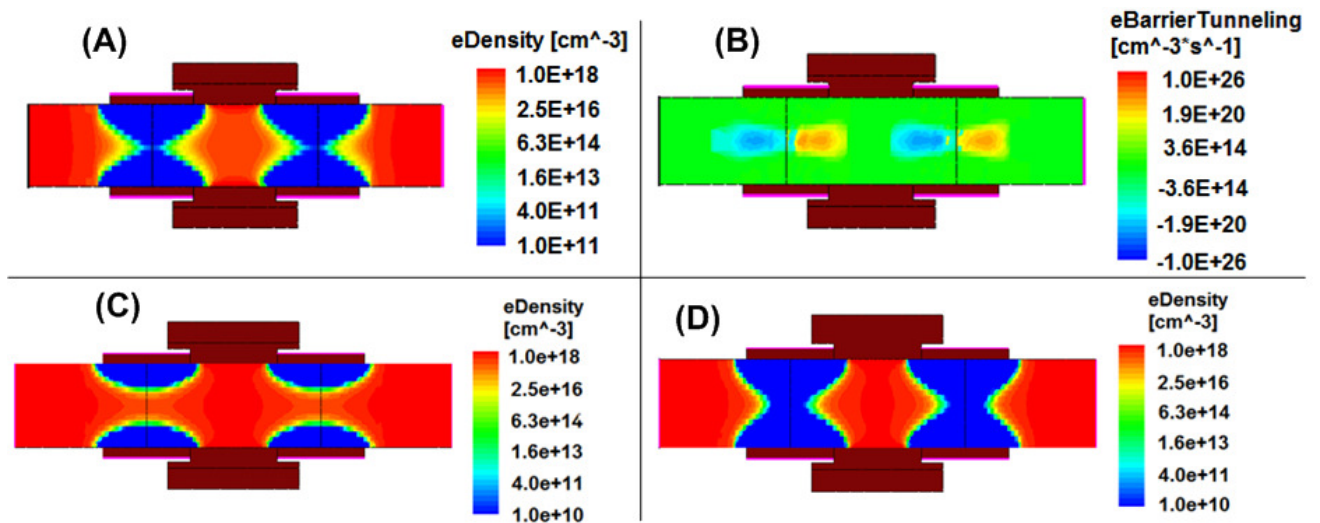 (A)
eDensity [cm^-3]
1.0E+18
2.5E+16
6.3E+14
1.6E+13
4.0E+11
1.0E+11
(B)
eBarrierTunneling
[cm^-3*s^-1]
1.0E+26
1.9E+20
3.6E+14
-3.6E+14
-1.9E+20
-1.0E+26
(C)
eDensity
[cm^-3]
1.0e+18
2.5e+16
6.3e+14
1.6e+13
4.0e+11
1.0e+10
(D)
eDensity
[cm^-3]
1.0e+18
2.5e+16
6.3e+14
1.6e+13
4.0e+11
1.0e+10